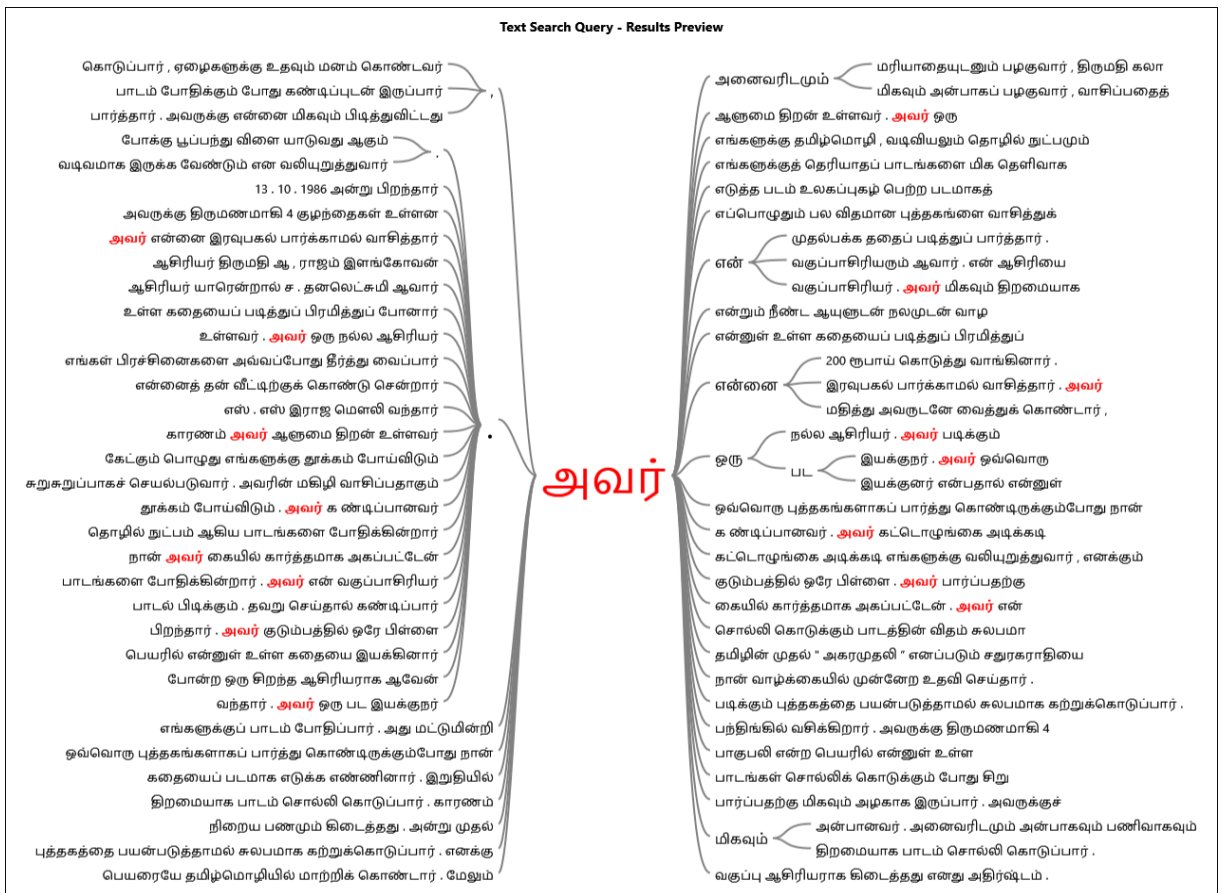 Text Search Query - Results Preview
கொடுப்பார் , ஏழைகளுக்கு உதவும் மனம் கொண்டவர்
பாடம் போதிக்கும் போது கண்டிப்புடன் இருப்பார்
பார்த்தார் . அவருக்கு என்னை மிகவும் பிடித்துவிட்டது
,
போக்கு பூப்பந்து விளை யாடுவது ஆகும்
வடிவமாக இருக்க வேண்டும் என வலியுறுத்துவார்
.
13 . 10 . 1986 அன்று பிறந்தார்
அவருக்கு திருமணமாகி 4 குழந்தைகள் உள்ளன
அவர் என்னை இரவுபகல் பார்க்காமல் வாசித்தார்
ஆசிரியர் திருமதி ஆ , ராஜம் இளங்கோவன்
ஆசிரியர் யாரென்றால் ச . தனலெட்சுமி ஆவார்
உள்ள கதையைப் படித்துப் பிரமித்துப் போனார்
உள்ளவர் . அவர் ஒரு நல்ல ஆசிரியர்
எங்கள் பிரச்சினைகளை அவ்வப்போது தீர்த்து வைப்பார்
என்னைத் தன் வீட்டிற்குக் கொண்டு சென்றார்
எஸ் . எஸ் இராஜ மௌலி வந்தார்
காரணம் அவர் ஆளுமை திறன் உள்ளவர்
கேட்கும் பொழுது எங்களுக்கு தூக்கம் போய்விடும்
சுறுசுறுப்பாகச் செயல்படுவார் . அவரின் மகிழி வாசிப்பதாகும்
தூக்கம் போய்விடும் . அவர் க ண்டிப்பானவர்
தொழில் நுட்பம் ஆகிய பாடங்களை போதிக்கின்றார்
நான் அவர் கையில் கார்த்தமாக அகப்பட்டேன்
பாடங்களை போதிக்கின்றார் . அவர் என் வகுப்பாசிரியர்
பாடல் பிடிக்கும் . தவறு செய்தால் கண்டிப்பார்
பிறந்தார் . அவர் குடும்பத்தில் ஒரே பிள்ளை
பெயரில் என்னுள் உள்ள கதையை இயக்கினார்
போன்ற ஒரு சிறந்த ஆசிரியராக ஆவேன்
வந்தார் . அவர் ஒரு பட இயக்குநர்
.
எங்களுக்குப் பாடம் போதிப்பார் . அது மட்டுமின்றி
ஒவ்வொரு புத்தகங்களாகப் பார்த்து கொண்டிருக்கும்போது நான்
கதையைப் படமாக எடுக்க எண்ணினார் . இறுதியில்
திறமையாக பாடம் சொல்லி கொடுப்பார் . காரணம்
நிறைய பணமும் கிடைத்தது . அன்று முதல்
புத்தகத்தை பயன்படுத்தாமல் சுலபமாக கற்றுக்கொடுப்பார் . எனக்கு
பெயரையே தமிழ்மொழியில் மாற்றிக் கொண்டார் . மேலும்
அவர்
அனைவரிடமும்
மரியாதையுடனும் பழகுவார் , திருமதி கலா
மிகவும் அன்பாகப் பழகுவார் , வாசிப்பதைத்
ஆளுமை திறன் உள்ளவர் . அவர் ஒரு
எங்களுக்கு தமிழ்மொழி , வடிவியலும் தொழில் நுட்பமும்
எங்களுக்குத் தெரியாதப் பாடங்களை மிக தெளிவாக
எடுத்த படம் உலகப்புகழ் பெற்ற படமாகத்
எப்பொழுதும் பல விதமான புத்தகங்களை வாசித்துக்
என்
முதல்பக்க ததைப் படித்துப் பார்த்தார் .
வகுப்பாசிரியரும் ஆவார் . என் ஆசிரியை
வகுப்பாசிரியர் . அவர் மிகவும் திறமையாக
என்றும் நீண்ட ஆயுளுடன் நலமுடன் வாழ
என்னுள் உள்ள கதையைப் படித்துப் பிரமித்துப்
என்னை
200 ரூபாய் கொடுத்து வாங்கினார் .
இரவுபகல் பார்க்காமல் வாசித்தார் . அவர்
மதித்து அவருடனே வைத்துக் கொண்டார் ,
ஒரு
நல்ல ஆசிரியர் . அவர் படிக்கும்
பட
இயக்குநர் . அவர் ஒவ்வொரு
இயக்குனர் என்பதால் என்னுள்
ஒவ்வொரு புத்தகங்களாகப் பார்த்து கொண்டிருக்கும்போது நான்
க ண்டிப்பானவர் . அவர் கட்டொழுங்கை அடிக்கடி
கட்டொழுங்கை அடிக்கடி எங்களுக்கு வலியுறுத்துவார் , எனக்கும்
குடும்பத்தில் ஒரே பிள்ளை . அவர் பார்ப்பதற்கு
கையில் கார்த்தமாக அகப்பட்டேன் . அவர் என்
சொல்லி கொடுக்கும் பாடத்தின் விதம் சுலபமா
தமிழின் முதல் “ அகரமுதலி ” எனப்படும் சதுரகராதியை
நான் வாழ்க்கையில் முன்னேற உதவி செய்தார் .
படிக்கும் புத்தகத்தை பயன்படுத்தாமல் சுலபமாக கற்றுக்கொடுப்பார் .
பந்திங்கில் வசிக்கிறார் . அவருக்கு திருமணமாகி 4
பாகுபலி என்ற பெயரில் என்னுள் உள்ள
பாடங்கள் சொல்லிக் கொடுக்கும் போது சிறு
பார்ப்பதற்கு மிகவும் அழகாக இருப்பார் . அவருக்குச்
மிகவும்
அன்பானவர் . அனைவரிடமும் அன்பாகவும் பணிவாகவும்
திறமையாக பாடம் சொல்லி கொடுப்பார் .
வகுப்பு ஆசிரியராக கிடைத்தது எனது அதிர்ஷ்டம் .